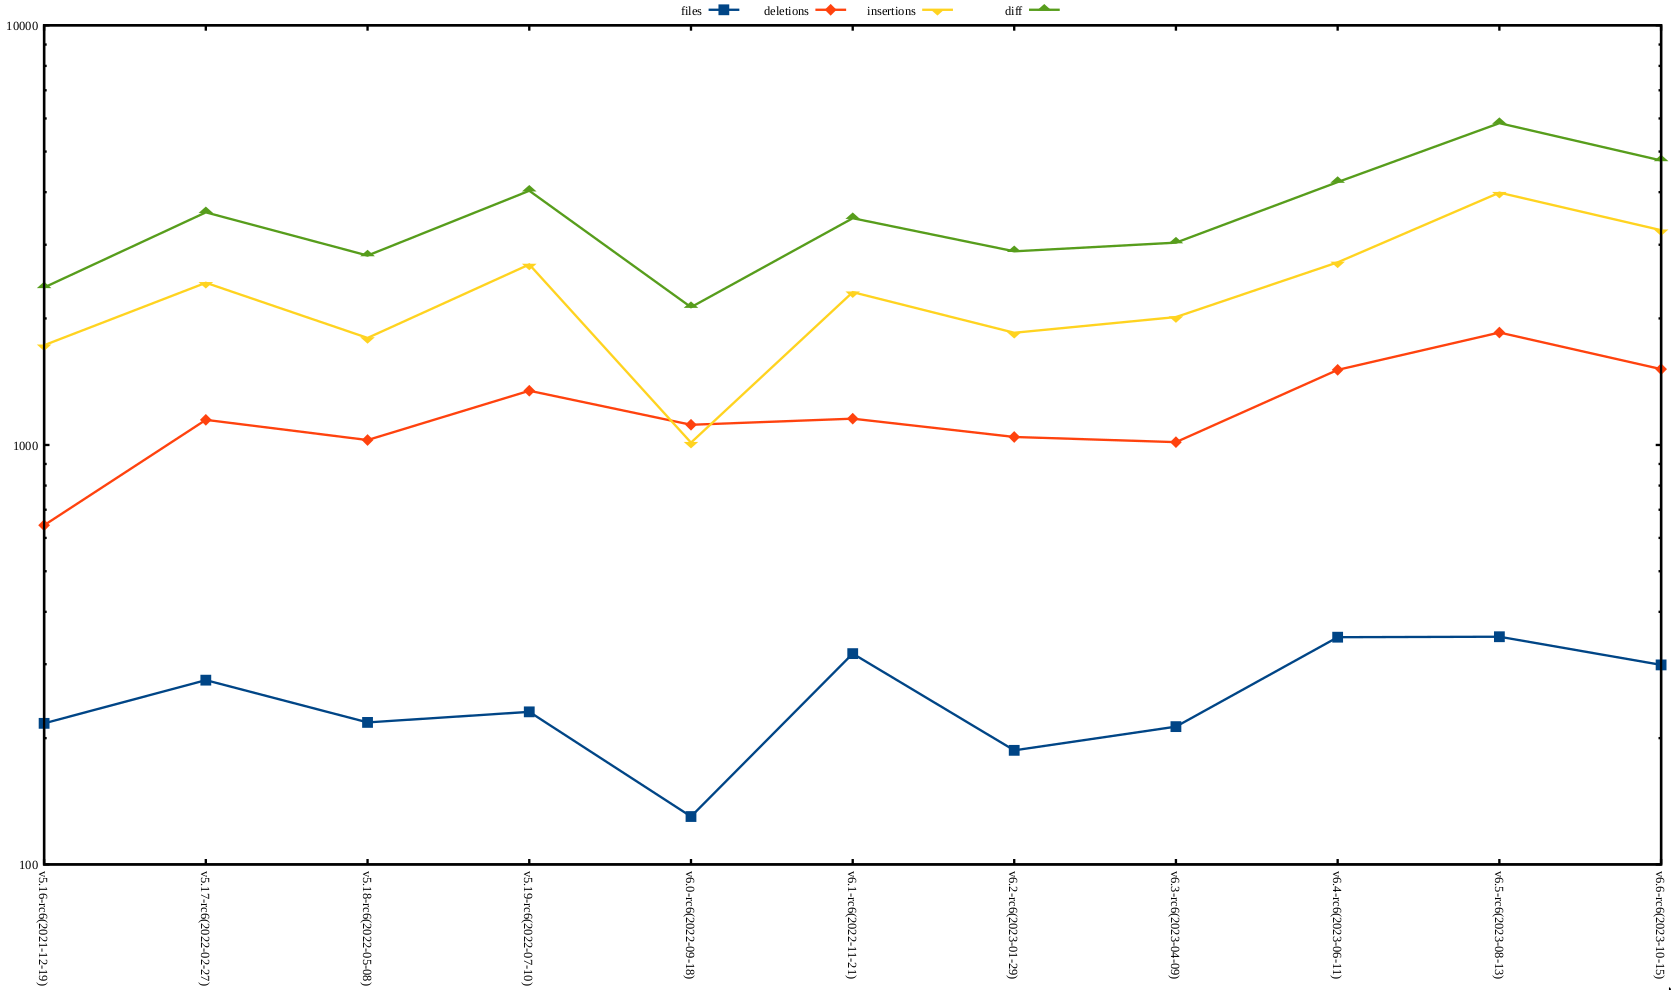 files deletions insertions diff
10000
1000
100
v5.16-rc6(2021-12-19)
v5.17-rc6(2022-02-27)
v5.18-rc6(2022-05-08)
v5.19-rc6(2022-07-10)
v6.0-rc6(2022-09-18)
v6.1-rc6(2022-11-21)
v6.2-rc6(2023-01-29)
v6.3-rc6(2023-04-09)
v6.4-rc6(2023-06-11)
v6.5-rc6(2023-08-13)
v6.6-rc6(2023-10-15)